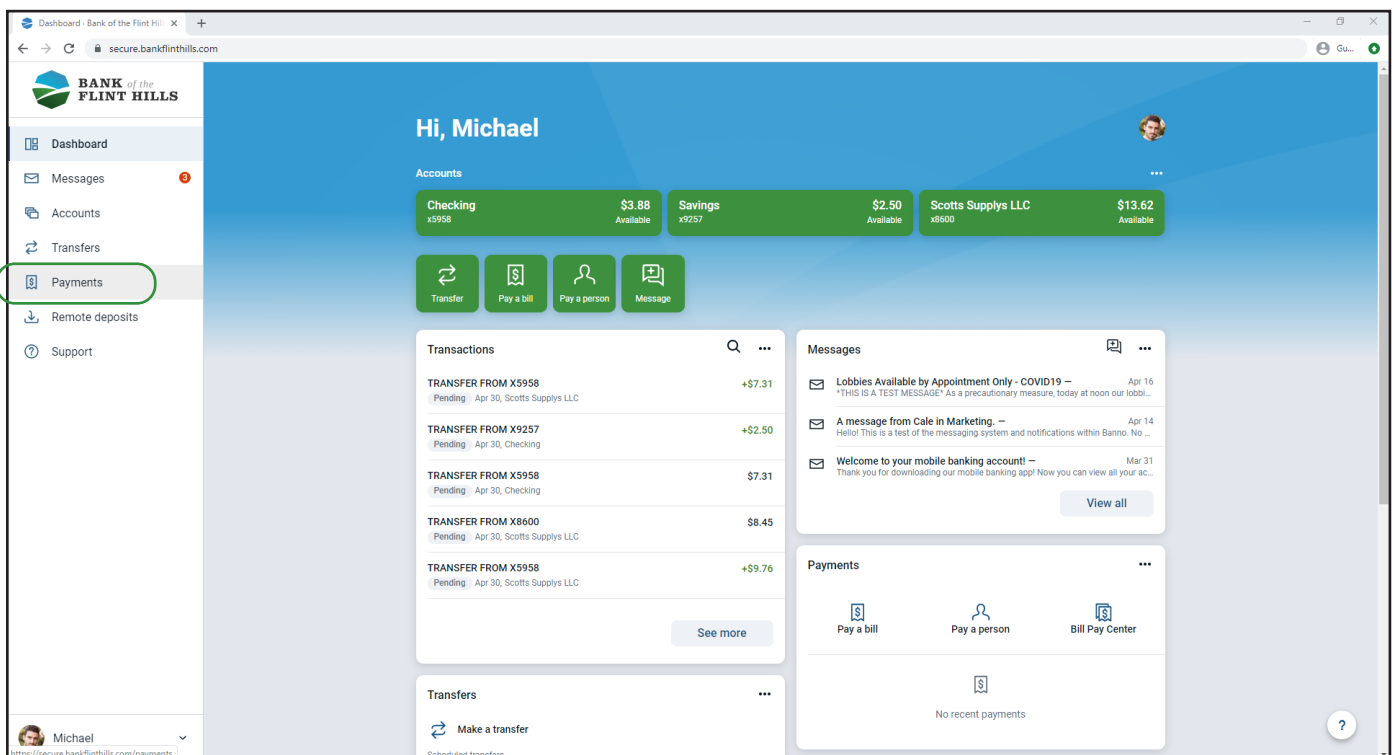 Dashboard - Bank of the Flint Hill
secure.bankflinthills.com
Gu...
BANK of the
FLINT HILLS
Dashboard
Messages 3
Accounts
Transfers
Payments
Remote deposits
Support
Michael
https://secure.bankflinthills.com/payments
Hi, Michael
Accounts
Checking $3.88
x5958 Available
Savings $2.50
x9257 Available
Scotts Supplys LLC $13.62
x8600 Available
Transfer
Pay a bill
Pay a person
Message
Transactions
TRANSFER FROM X5958 +$7.31
Pending Apr 30, Scotts Supplys LLC
TRANSFER FROM X9257 +$2.50
Pending Apr 30, Checking
TRANSFER FROM X5958 $7.31
Pending Apr 30, Checking
TRANSFER FROM X8600 $8.45
Pending Apr 30, Scotts Supplys LLC
TRANSFER FROM X5958 +$9.76
Pending Apr 30, Scotts Supplys LLC
See more
Transfers
Make a transfer
Scheduled transfers
Messages
Lobbies Available by Appointment Only - COVID19 — Apr 16
*THIS IS A TEST MESSAGE* As a precautionary measure, today at noon our lobbi...
A message from Cale in Marketing. — Apr 14
Hello! This is a test of the messaging system and notifications within Banno. No ...
Welcome to your mobile banking account! — Mar 31
Thank you for downloading our mobile banking app! Now you can view all your ac...
View all
Payments
Pay a bill
Pay a person
Bill Pay Center
No recent payments
?